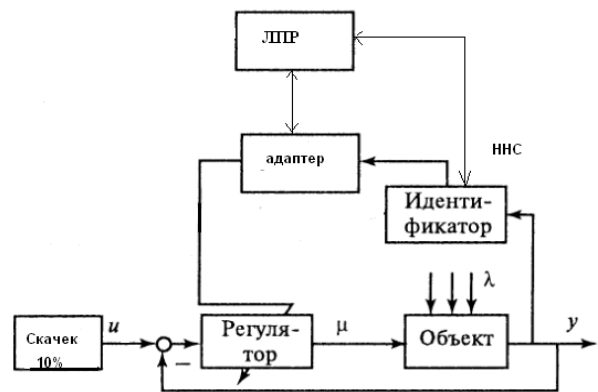 ЛПР
адаптер
ННС
Иденти-
фикатор
λ
Скачек
10%
u
−
Регуля-
тор
μ
Объект
y